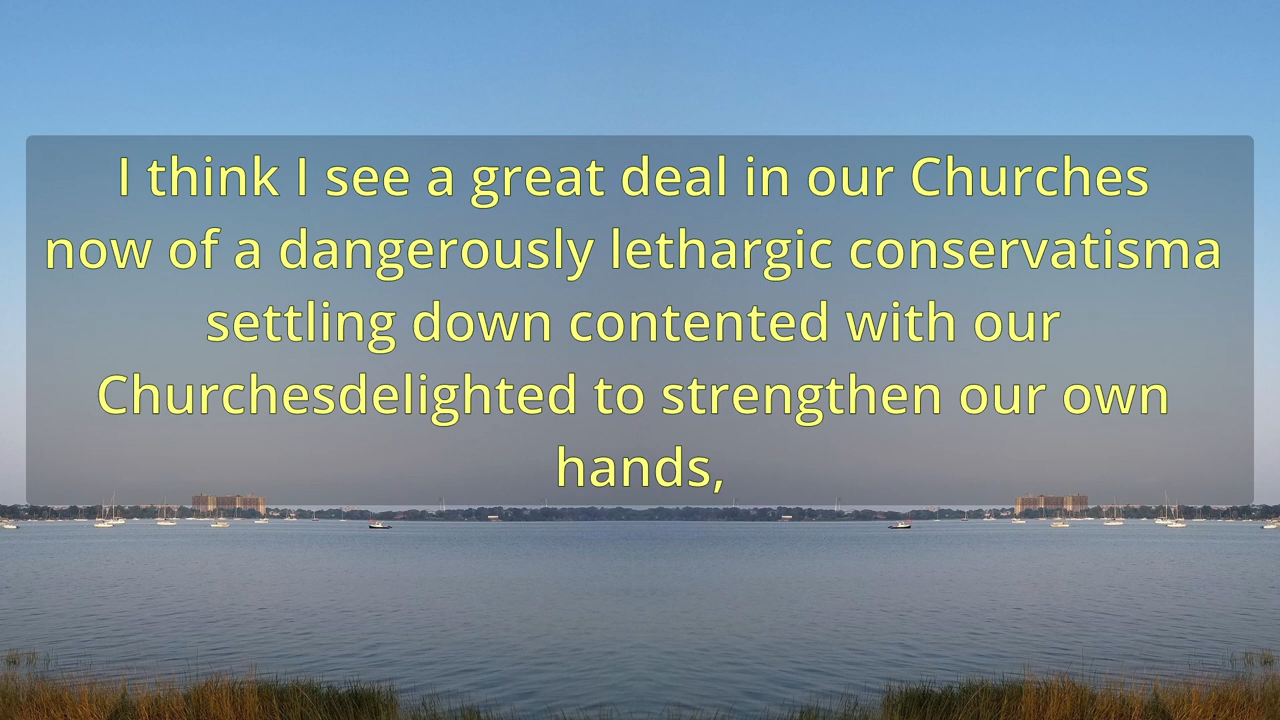 I think I see a great deal in our Churches
now of a dangerously lethargic conservatisma
settling down contented with our
Churchesdelighted to strengthen our own
hands,